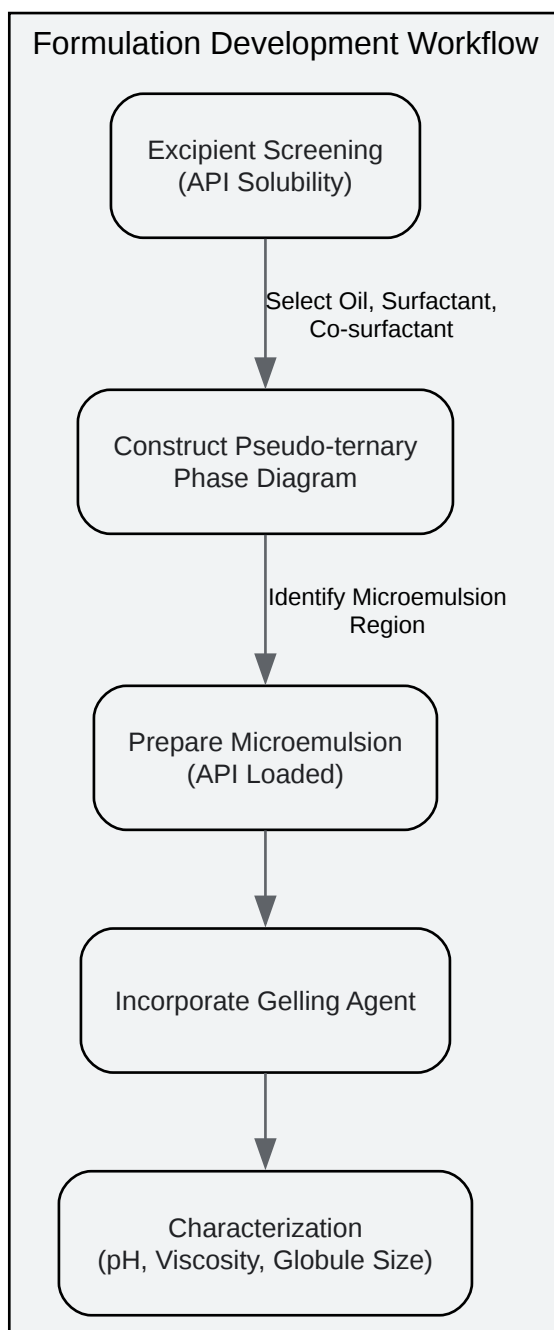 Formulation Development Workflow
Excipient Screening
(API Solubility)
Select Oil, Surfactant,
Co-surfactant
Construct Pseudo-ternary
Phase Diagram
Identify Microemulsion
Region
Prepare Microemulsion
(API Loaded)
Incorporate Gelling Agent
Characterization
(pH, Viscosity, Globule Size)